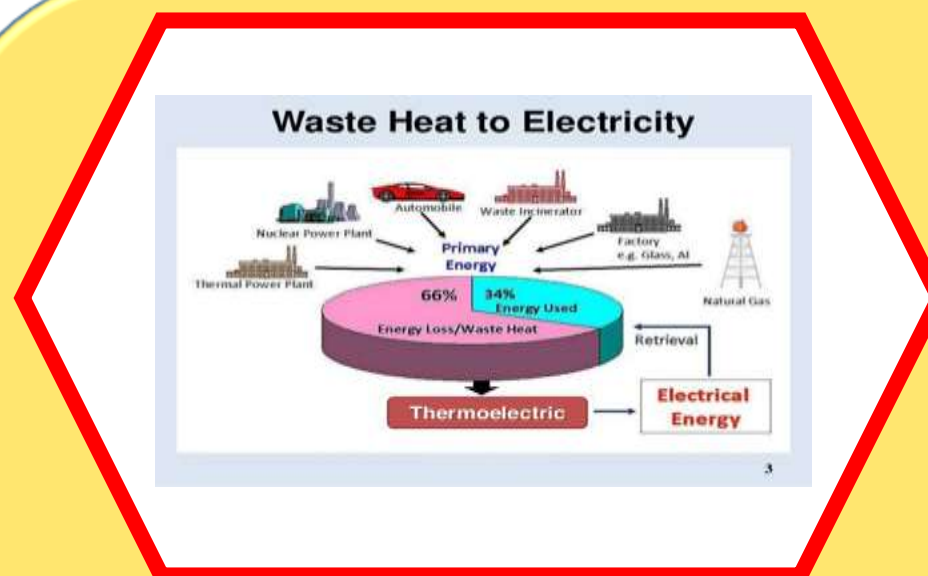 Waste Heat to Electricity
Automobile
Waste Incinerator
Nuclear Power Plant
Factory
e.g. Glass, Al
Primary
Energy
Thermal Power Plant
Natural Gas
66%
34%
Energy Used
Energy Loss/Waste Heat
Retrieval
Thermoelectric
Electrical
Energy
3